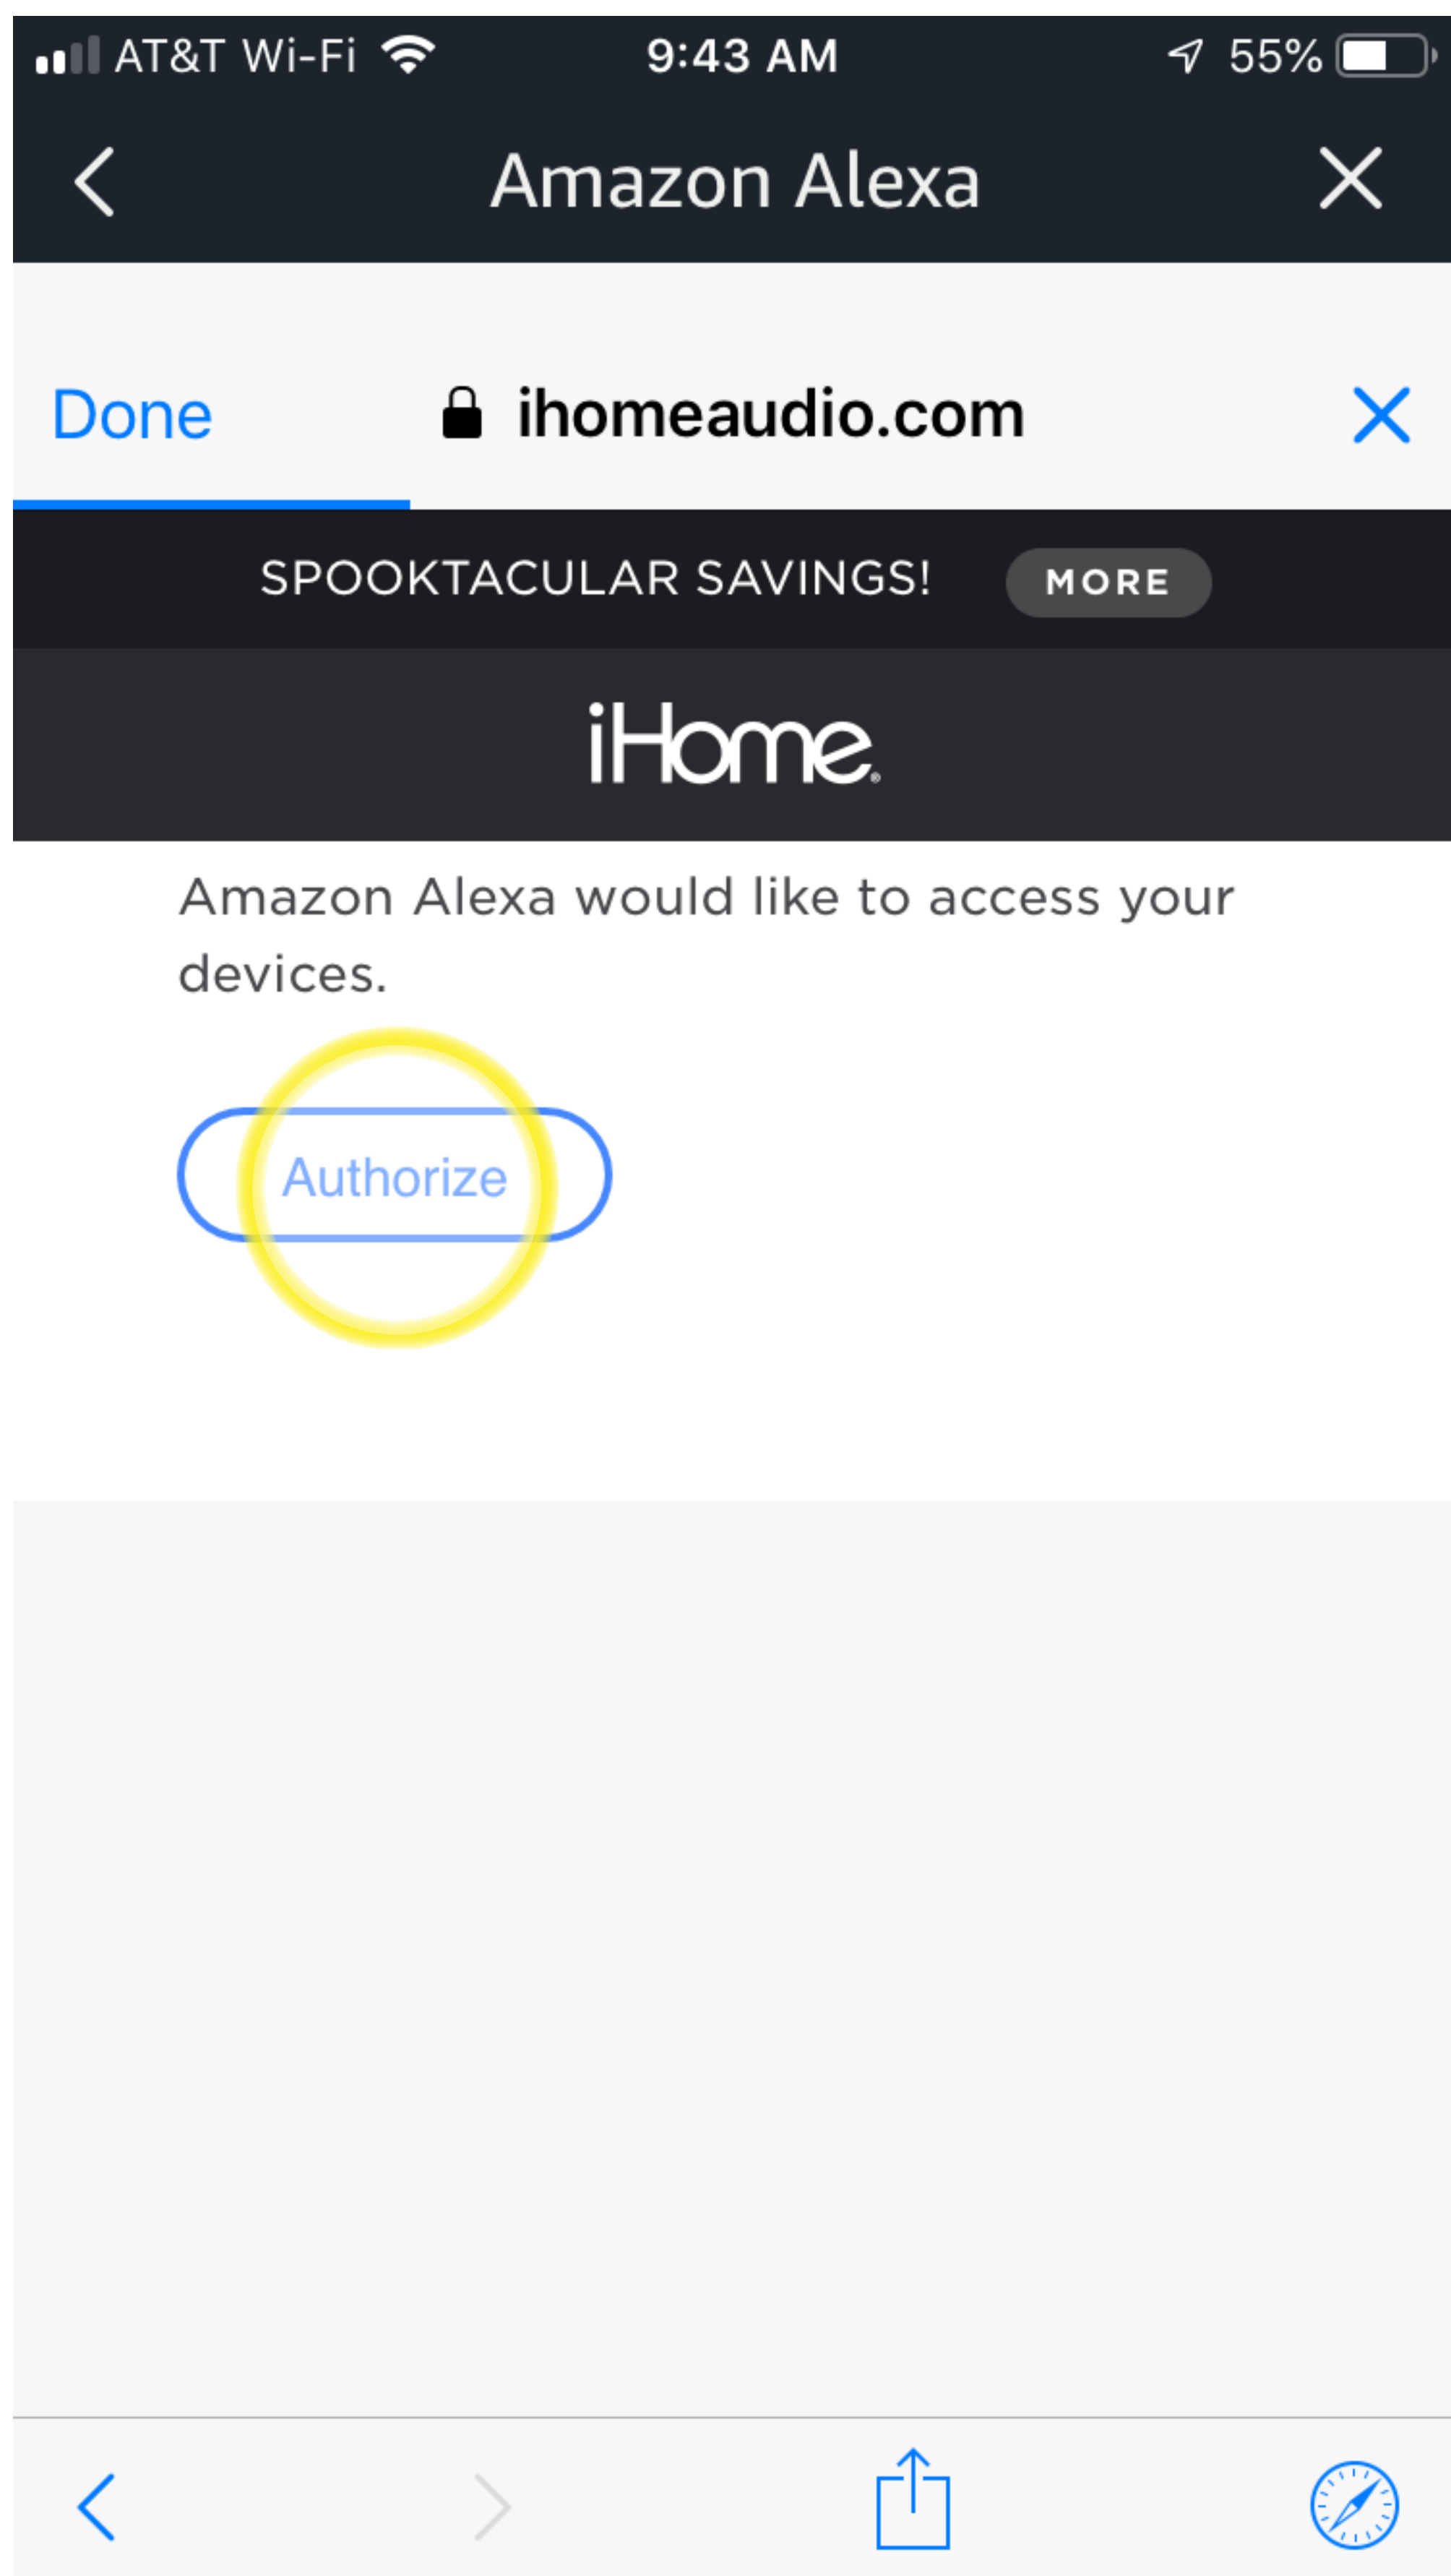 AT&T Wi-Fi 9:43 AM 55%
Amazon Alexa
Done ihomeaudio.com
SPOOKTACULAR SAVINGS! MORE
iHome®
Amazon Alexa would like to access your
devices.
Authorize